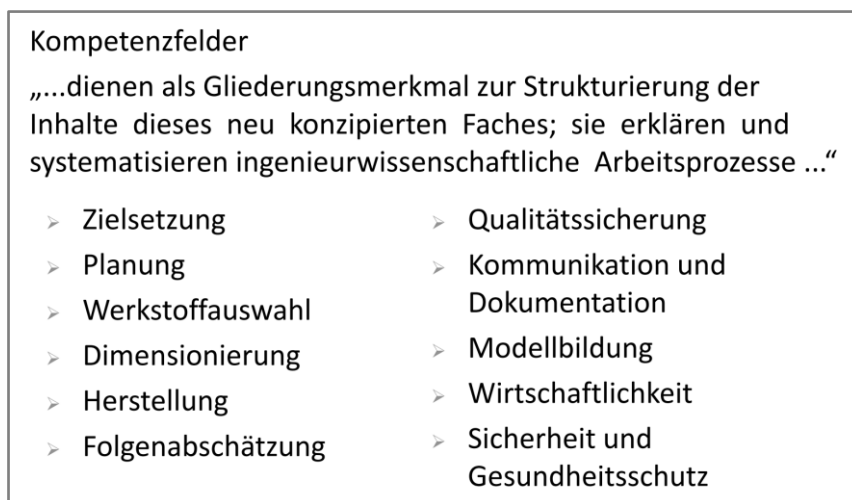 Kompetenzfelder
„...dienen als Gliederungsmerkmal zur Strukturierung der
Inhalte dieses neu konzipierten Faches; sie erklären und
systematisieren ingenieurwissenschaftliche Arbeitsprozesse ...“
Zielsetzung
Planung
Werkstoffauswahl
Dimensionierung
Herstellung
Folgenabschätzung
Qualitätssicherung
Kommunikation und
Dokumentation
Modellbildung
Wirtschaftlichkeit
Sicherheit und
Gesundheitsschutz